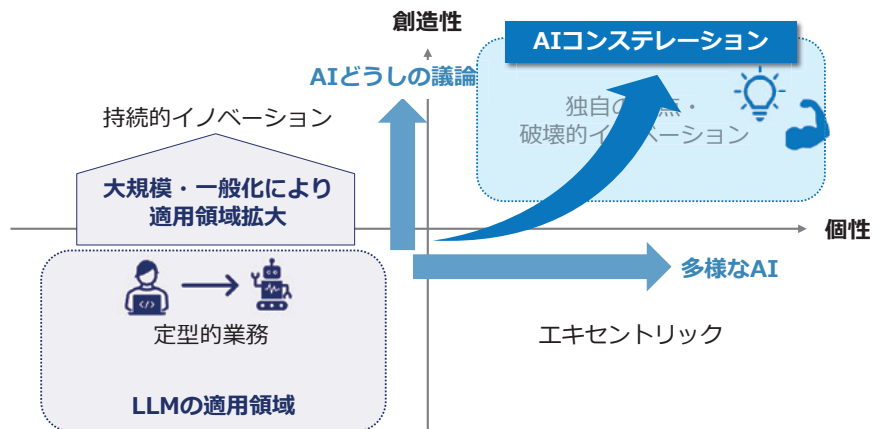 創造性
AIコンステレーション
AIどうしの議論
独自の点・
破壊的イベーション
持続的イノベーション
大規模・一般化により
適用領域拡大
個性
多様なAI
定型的業務
エキセントリック
LLMの適用領域